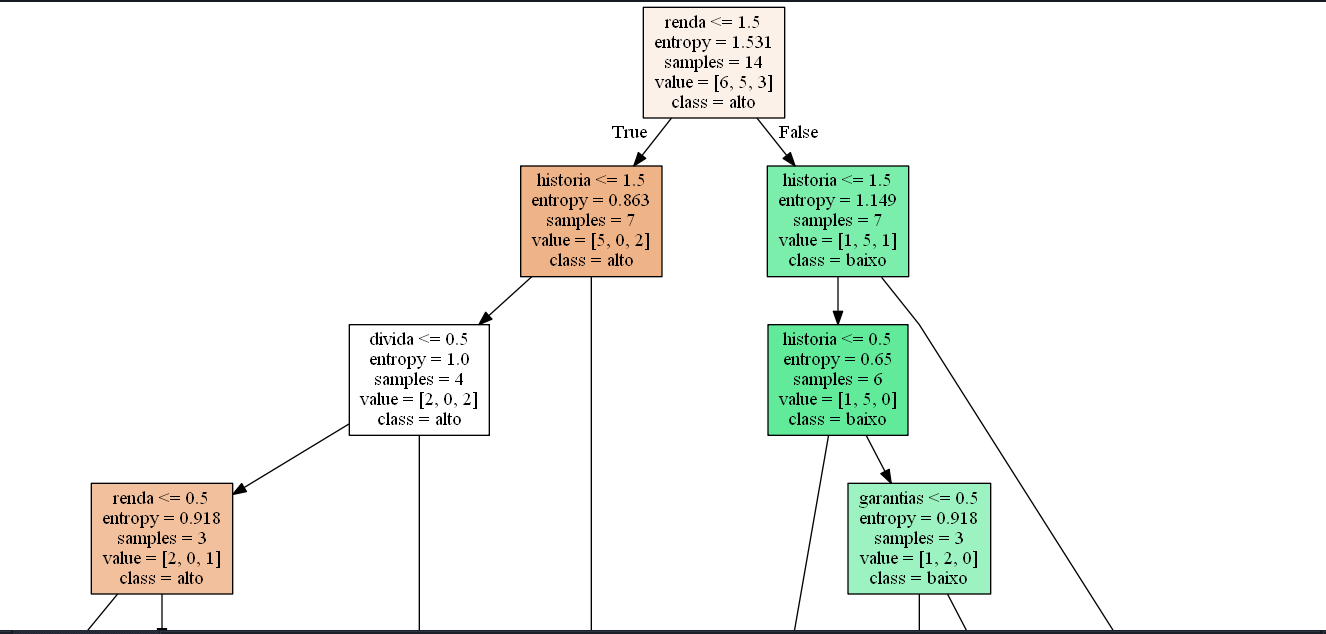 renda <= 1.5
entropy = 1.531
samples = 14
value = [6, 5, 3]
class = alto
True
False
historia <= 1.5
entropy = 0.863
samples = 7
value = [5, 0, 2]
class = alto
historia <= 1.5
entropy = 1.149
samples = 7
value = [1, 5, 1]
class = baixo
divida <= 0.5
entropy = 1.0
samples = 4
value = [2, 0, 2]
class = alto
historia <= 0.5
entropy = 0.65
samples = 6
value = [1, 5, 0]
class = baixo
renda <= 0.5
entropy = 0.918
samples = 3
value = [2, 0, 1]
class = alto
garantias <= 0.5
entropy = 0.918
samples = 3
value = [1, 2, 0]
class = baixo